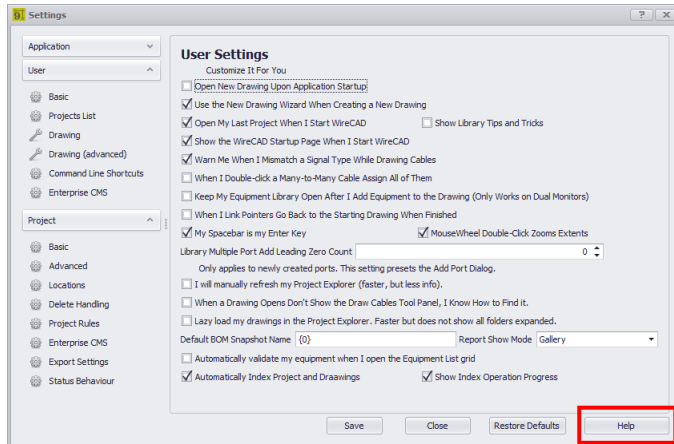 Settings
Application
User
Basic
Projects List
Drawing
Drawing (advanced)
Command Line Shortcuts
Enterprise CMS
Project
Basic
Advanced
Locations
Delete Handling
Project Rules
Enterprise CMS
Export Settings
Status Behaviour
User Settings
Customize It For You
Open New Drawing Upon Application Startup
Use the New Drawing Wizard When Creating a New Drawing
Open My Last Project When I Start WireCAD Show Library Tips and Tricks
Show the WireCAD Startup Page When I Start WireCAD
Warn Me When I Mismatch a Signal Type While Drawing Cables
When I Double-click a Many-to-Many Cable Assign All of Them
Keep My Equipment Library Open After I Add Equipment to the Drawing (Only Works on Dual Monitors)
When I Link Pointers Go Back to the Starting Drawing When Finished
My Spacebar is my Enter Key MouseWheel Double-Click Zooms Extents
Library Multiple Port Add Leading Zero Count 0
Only applies to newly created ports. This setting presets the Add Port Dialog.
I will manually refresh my Project Explorer (faster, but less info).
When a Drawing Opens Don't Show the Draw Cables Tool Panel, I Know How to Find it.
Lazy load my drawings in the Project Explorer. Faster but does not show all folders expanded.
Default BOM Snapshot Name {0} Report Show Mode Gallery
Automatically validate my equipment when I open the Equipment List grid
Automatically Index Project and Draawings Show Index Operation Progress
Save Close Restore Defaults Help